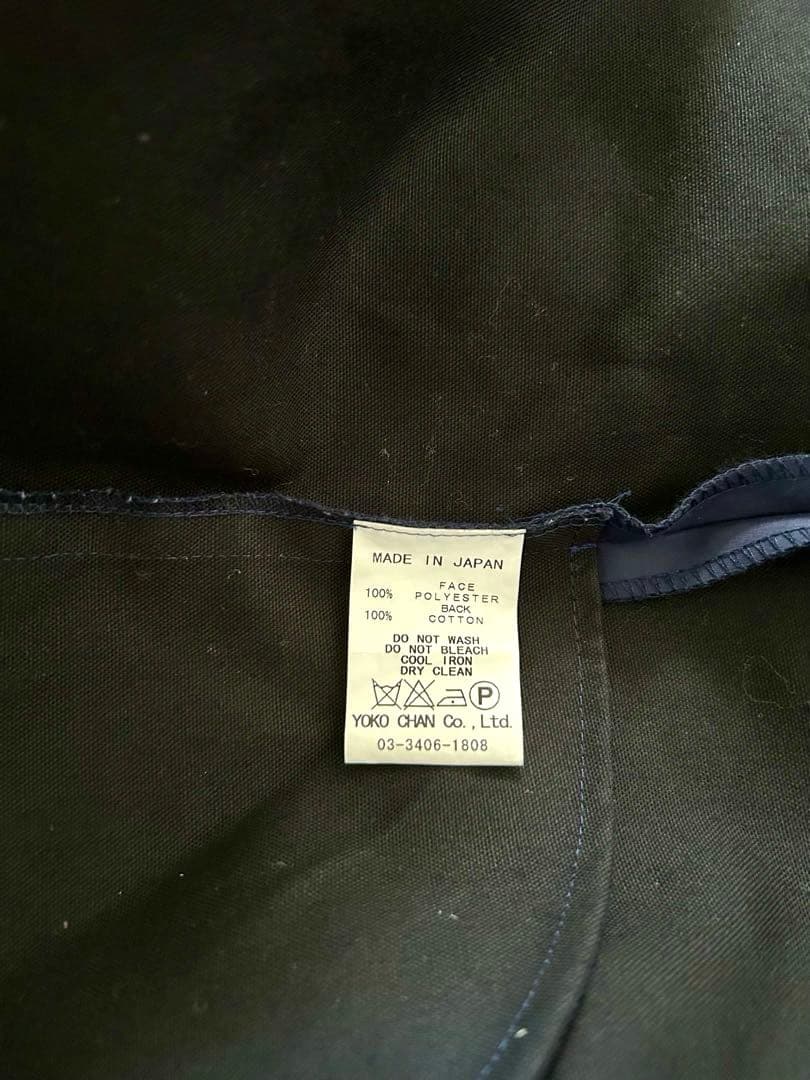 MADE IN JAPAN
FACE
100% POLYESTER
BACK
100% COTTON
DO NOT WASH
DO NOT BLEACH
COOL IRON
DRY CLEAN
P
YOKO CHAN Co., Ltd.
03-3406-1808